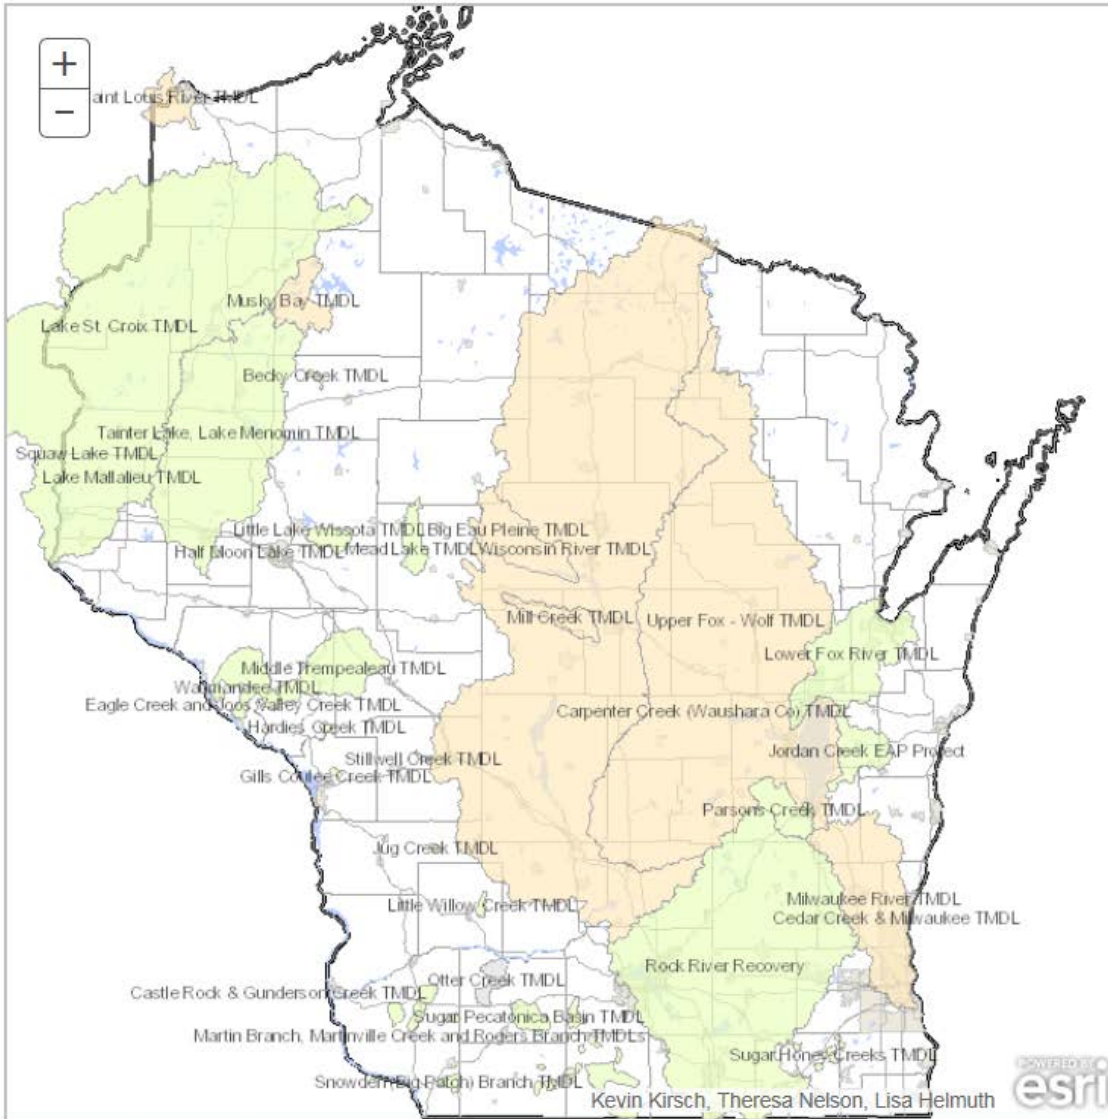 +
aint Louis River TMDL
−
Musky Bay TMDL
Lake St. Croix TMDL
Becky Creek TMDL
Tainter Lake, Lake Menomin TMDL
Squaw Lake TMDL
Lake Mallalieu TMDL
Little Lake Wissota TMDL Big Eau Pleine TMDL
Half Moon Lake TMDL Mead Lake TMDL Wisconsin River TMDL
Mill Creek TMDL Upper Fox - Wolf TMDL
Lower Fox River TMDL
Middle Trempealeau TMDL
Waumandee TMDL
Eagle Creek and Joos Valley Creek TMDL
Carpenter Creek (Waushara Co) TMDL
Hardies Creek TMDL
Jordan Creek EAP Project
Stillwell Creek TMDL
Gills Coulee Creek TMDL
Parsons Creek TMDL
Jug Creek TMDL
Milwaukee River TMDL
Little Willow Creek TMDL
Cedar Creek & Milwaukee TMDL
Rock River Recovery
Otter Creek TMDL
Castle Rock & Gunderson Creek TMDL
Sugar Pecatonica Basin TMDL
Martin Branch, Martinville Creek and Rogers Branch TMDLs
Sugar Honey Creeks TMDL
Snowden (Big Patch) Branch TMDL
POWERED BY
esri
Kevin Kirsch, Theresa Nelson, Lisa Helmuth